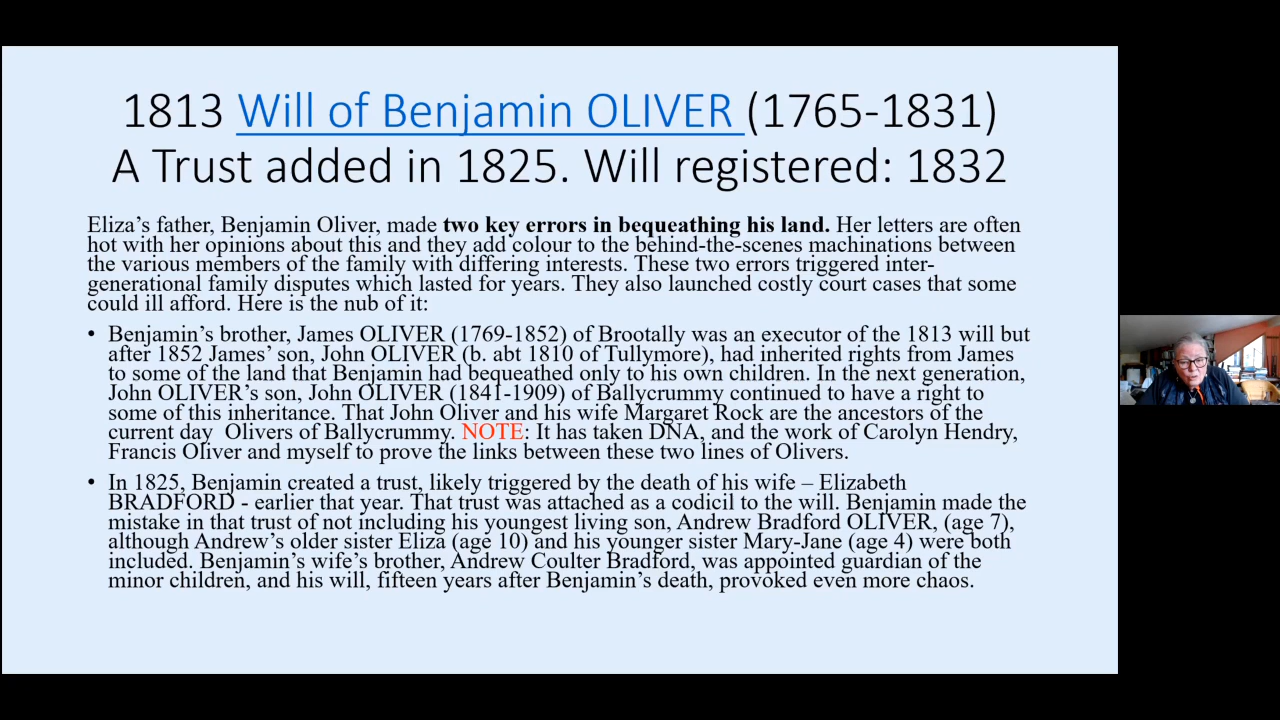 1813 Will of Benjamin OLIVER (1765-1831)
A Trust added in 1825. Will registered: 1832
Eliza’s father, Benjamin Oliver, made two key errors in bequeathing his land. Her letters are often
hot with her opinions about this and they add colour to the behind-the-scenes machinations between
the various members of the family with differing interests. These two errors triggered inter-
generational family disputes which lasted for years. They also launched costly court cases that some
could ill afford. Here is the nub of it:
• Benjamin’s brother, James OLIVER (1769-1852) of Brootally was an executor of the 1813 will but
after 1852 James’ son, John OLIVER (b. abt 1810 of Tullymore), had inherited rights from James
to some of the land that Benjamin had bequeathed only to his own children. In the next generation,
John OLIVER’s son, John OLIVER (1841-1909) of Ballycrummy continued to have a right to
some of this inheritance. That John Oliver and his wife Margaret Rock are the ancestors of the
current day Olivers of Ballycrummy. NOTE: It has taken DNA, and the work of Carolyn Hendry,
Francis Oliver and myself to prove the links between these two lines of Olivers.
• In 1825, Benjamin created a trust, likely triggered by the death of his wife – Elizabeth
BRADFORD - earlier that year. That trust was attached as a codicil to the will. Benjamin made the
mistake in that trust of not including his youngest living son, Andrew Bradford OLIVER, (age 7),
although Andrew’s older sister Eliza (age 10) and his younger sister Mary-Jane (age 4) were both
included. Benjamin’s wife’s brother, Andrew Coulter Bradford, was appointed guardian of the
minor children, and his will, fifteen years after Benjamin’s death, provoked even more chaos.